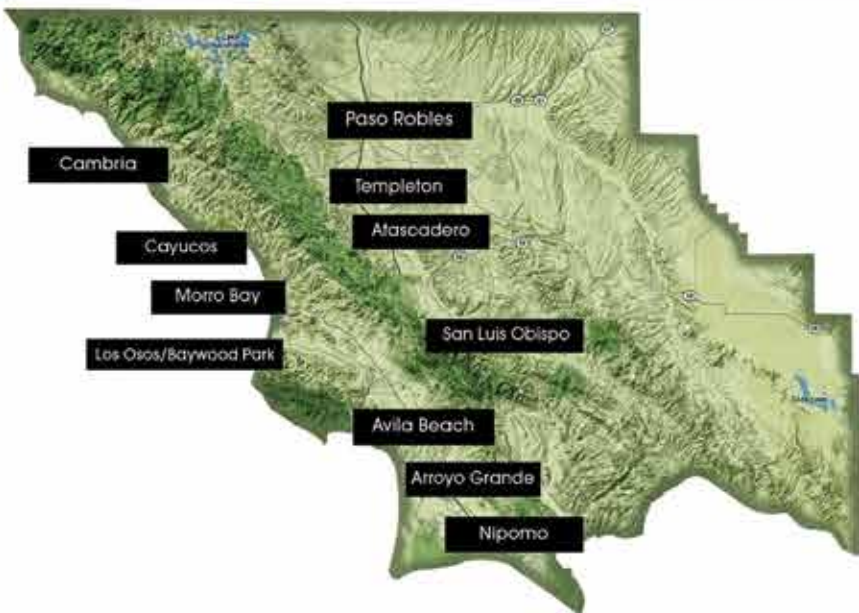 Paso Robles
Cambria
Templeton
Atascadero
Cayucos
Morro Bay
San Luis Obispo
Los Osos/Baywood Park
Avila Beach
Arroyo Grande
Nipomo